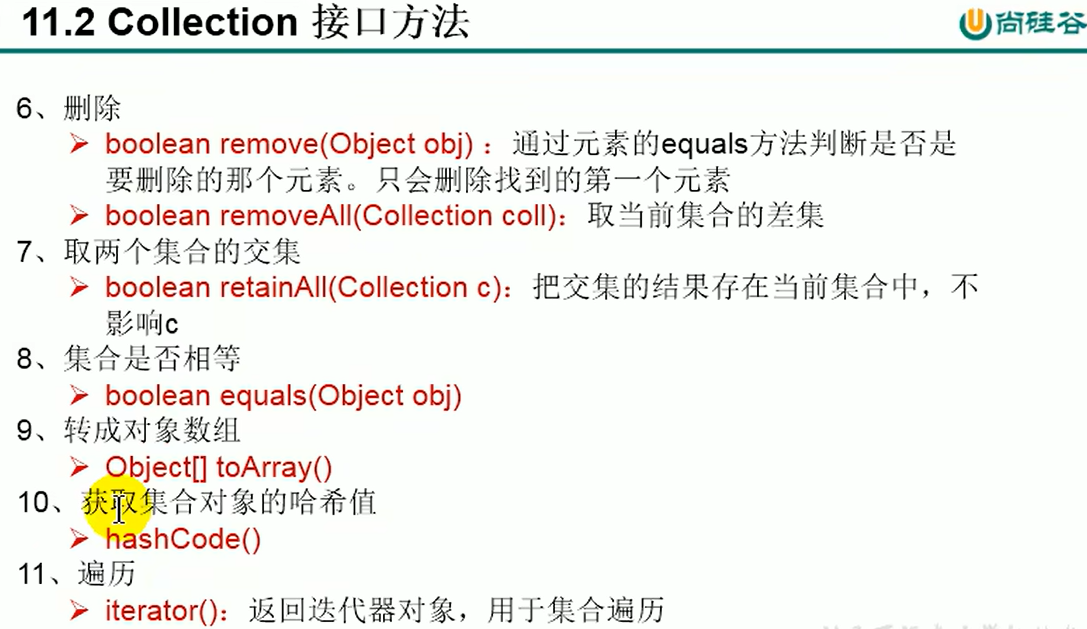 11.2 Collection 接口方法
尚硅谷
6、删除
➢ boolean remove(Object obj) ：通过元素的equals方法判断是否是
要删除的那个元素。只会删除找到的第一个元素
➢ boolean removeAll(Collection coll)：取当前集合的差集
7、取两个集合的交集
➢ boolean retainAll(Collection c)：把交集的结果存在当前集合中，不
影响c
8、集合是否相等
➢ boolean equals(Object obj)
9、转成对象数组
➢ Object[] toArray()
10、获取集合对象的哈希值
➢ hashCode()
11、遍历
➢ iterator()：返回迭代器对象，用于集合遍历